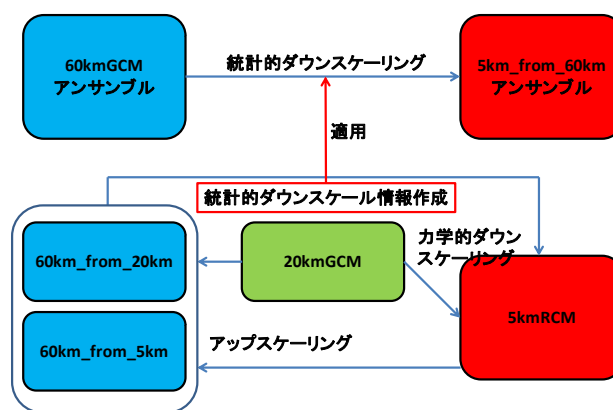 60kmGCM
アンサンブル
統計的ダウンスケーリング
5km_from_60km
アンサンブル
適用
統計的ダウンスケール情報作成
60km_from_20km
20kmGCM
力学的ダウン
スケーリング
5kmRCM
60km_from_5km
アップスケーリング